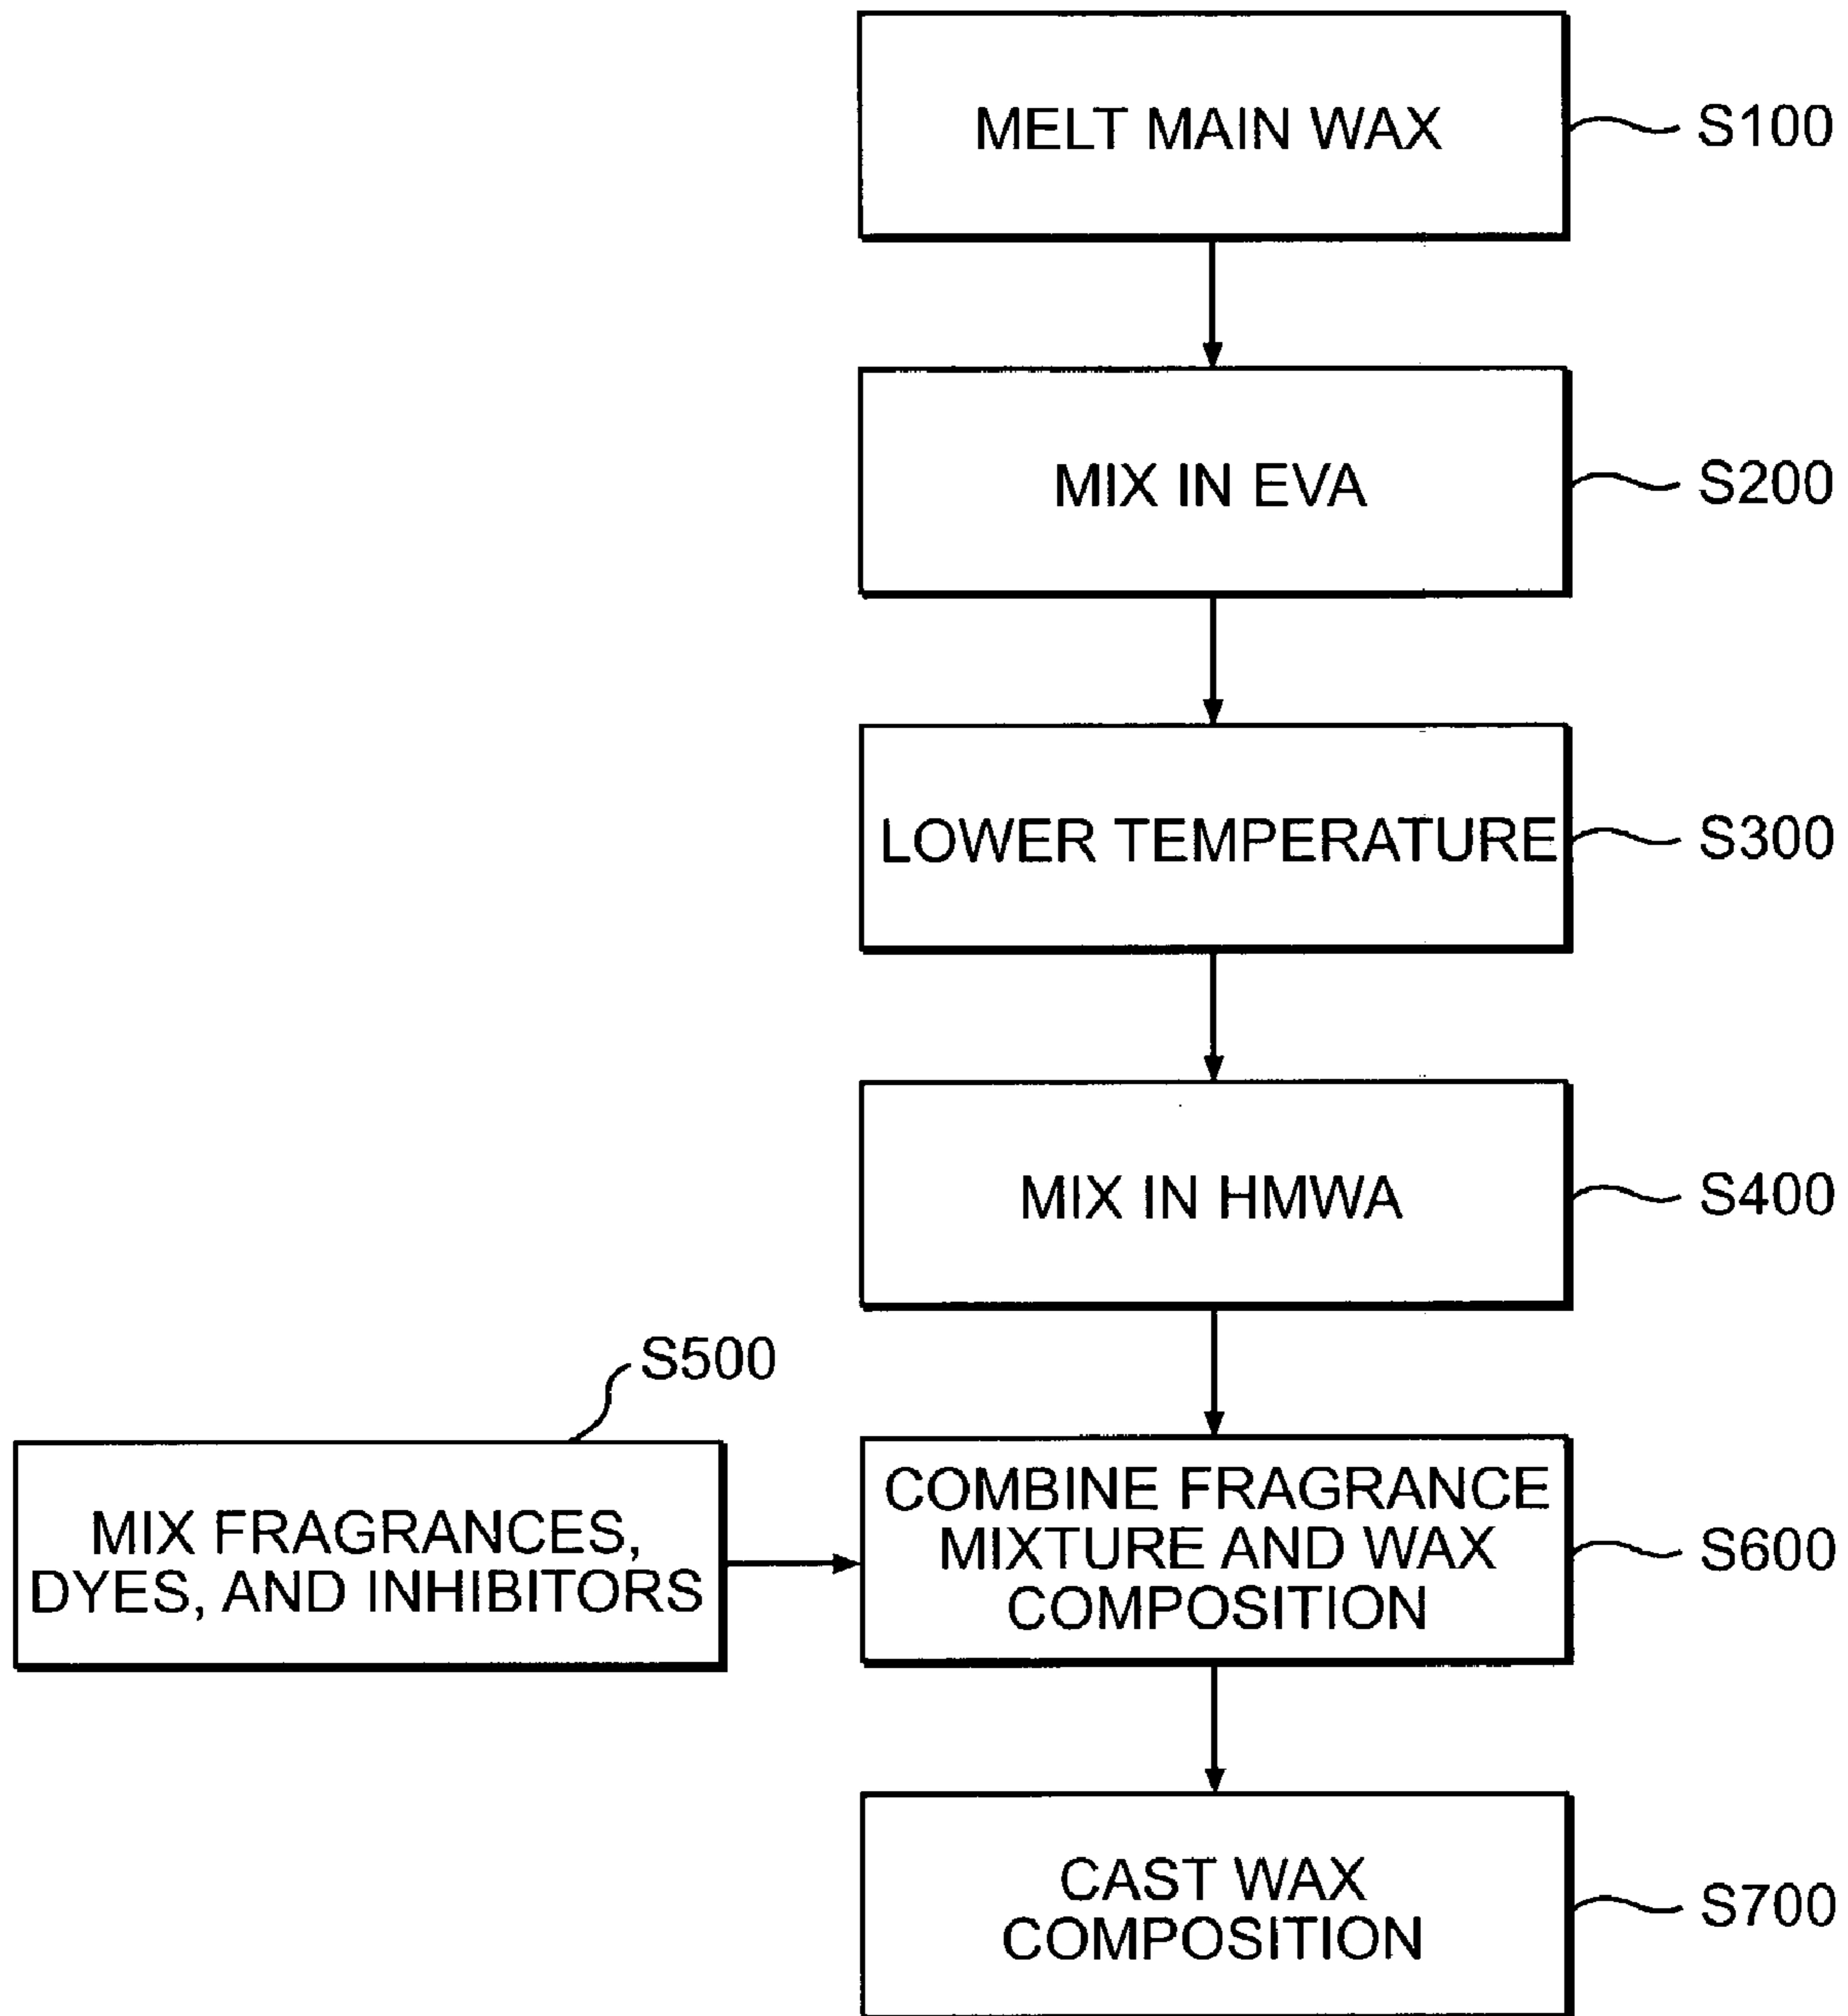 MELT MAIN WAX
S100
MIX IN EVA
S200
LOWER TEMPERATURE
S300
MIX IN HMWA
S400
S500
MIX FRAGRANCES,
DYES, AND INHIBITORS
COMBINE FRAGRANCE
MIXTURE AND WAX
COMPOSITION
S600
CAST WAX
COMPOSITION
S700